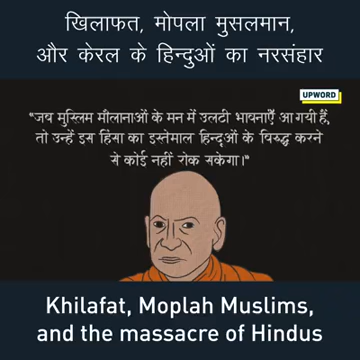 खिलाफत, मोपला मुसलमान,
और केरल के हिन्दुओं का नरसंहार
UPWORD
"जब मुस्लिम मौलानाओं के मन में उलटी भावनाएँ आ गयी हैं,
तो उन्हें इस हिंसा का इस्तेमाल हिन्दुओं के विरुद्ध करने
से कोई नहीं रोक सकेगा।"
Khilafat, Moplah Muslims,
and the massacre of Hindus